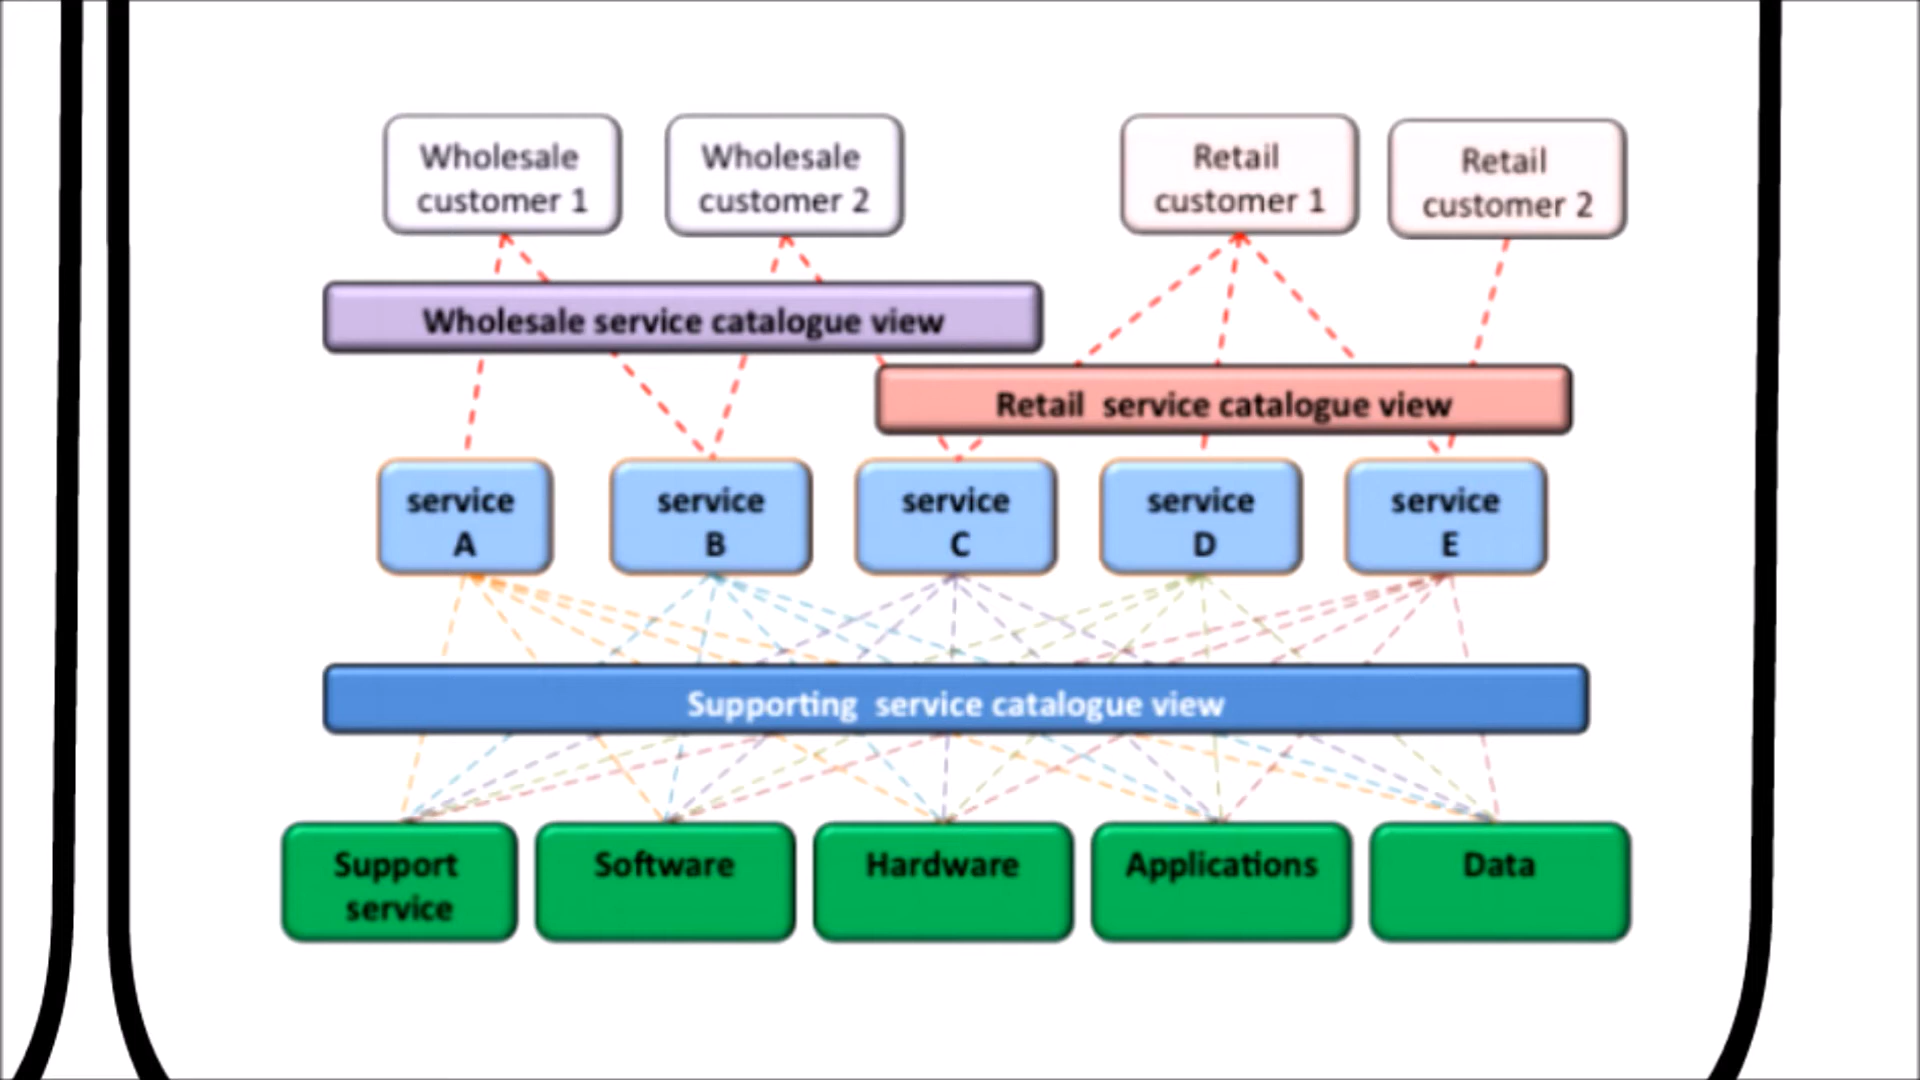 Wholesale
customer 1
Wholesale
customer 2
Retail
customer 1
Retail
customer 2
Wholesale service catalogue view
Retail service catalogue view
service
A
service
B
service
C
service
D
service
E
Supporting service catalogue view
Support
service
Software
Hardware
Applications
Data